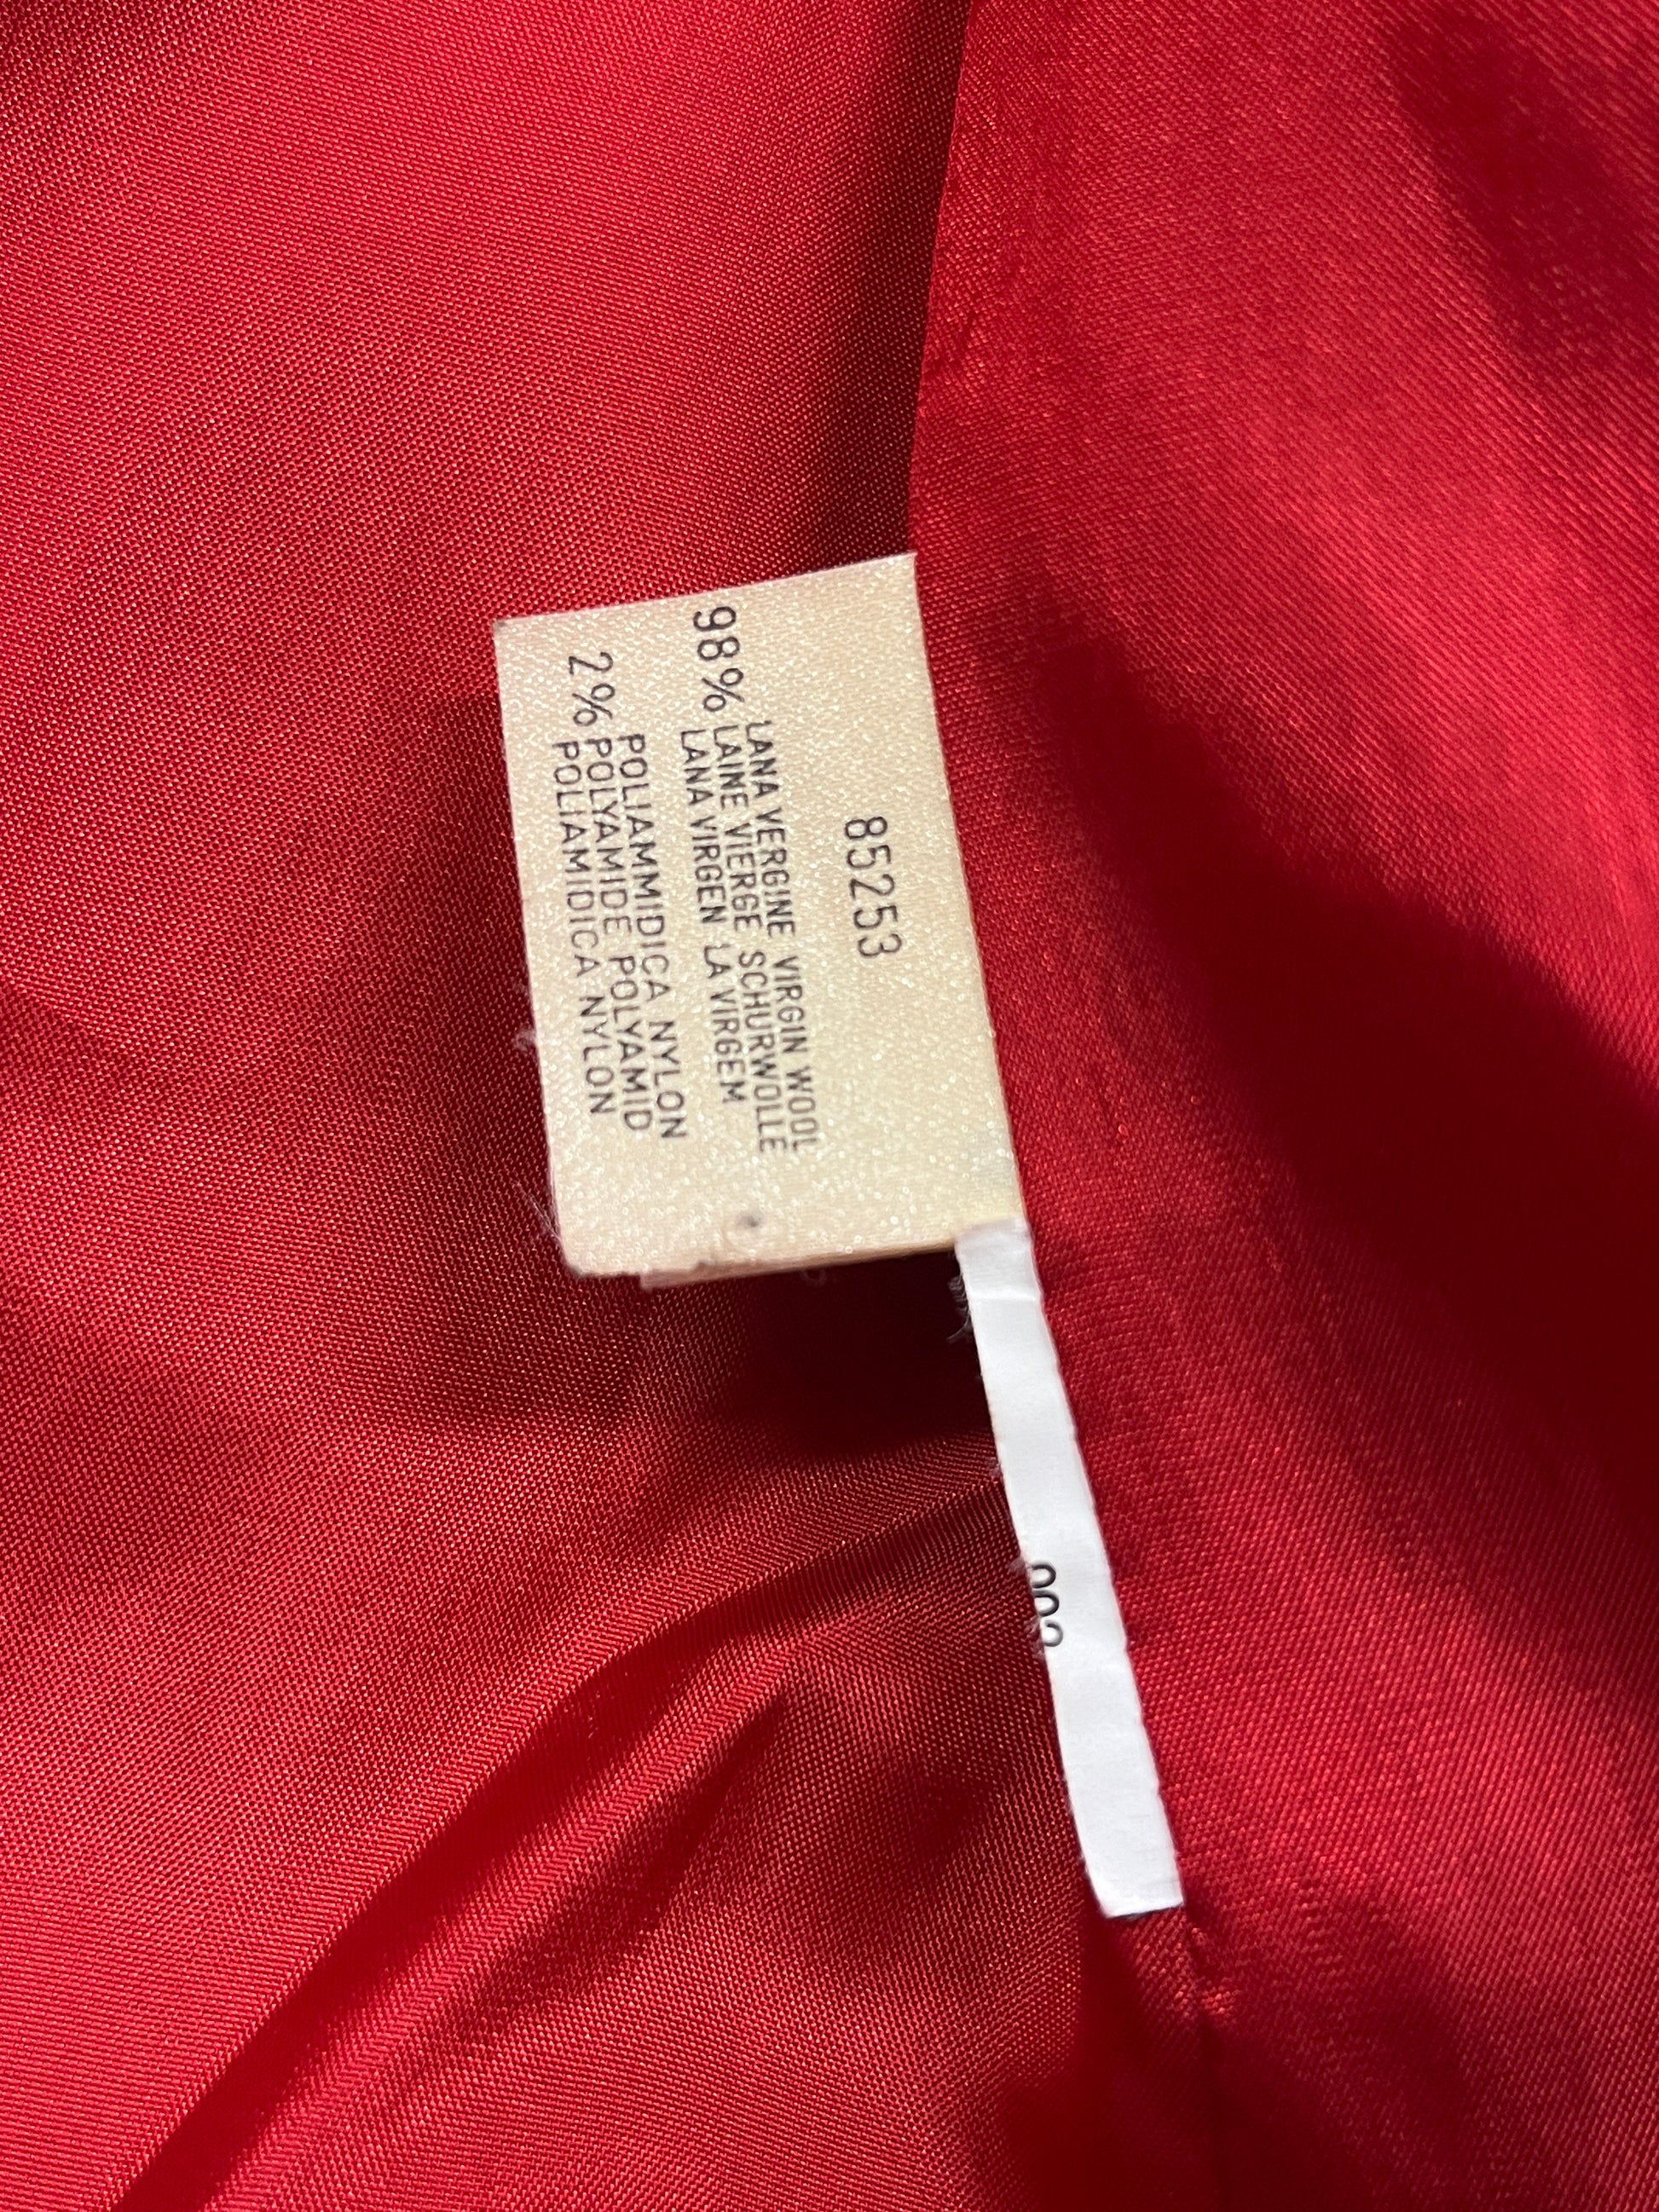 85253
LANA VERGINE VIRGIN WOOL
98% LAINE VIERGE SCHURWOLLE
LANA VIRGEN LA VIRGEM
POLIAMMIDICA NYLON
2% POLYAMIDE POLYAMID
POLIAMIDICA NYLON